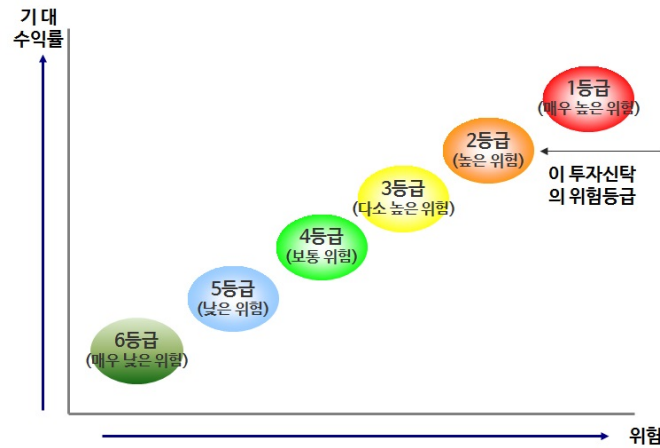 기 대
수익률
1등급
(매우 높은 위험)
2등급
(높은 위험)
이 투자신탁
의 위험등급
3등급
(다소 높은 위험)
4등급
(보통 위험)
5등급
(낮은 위험)
6등급
(매우 낮은 위험)
위험